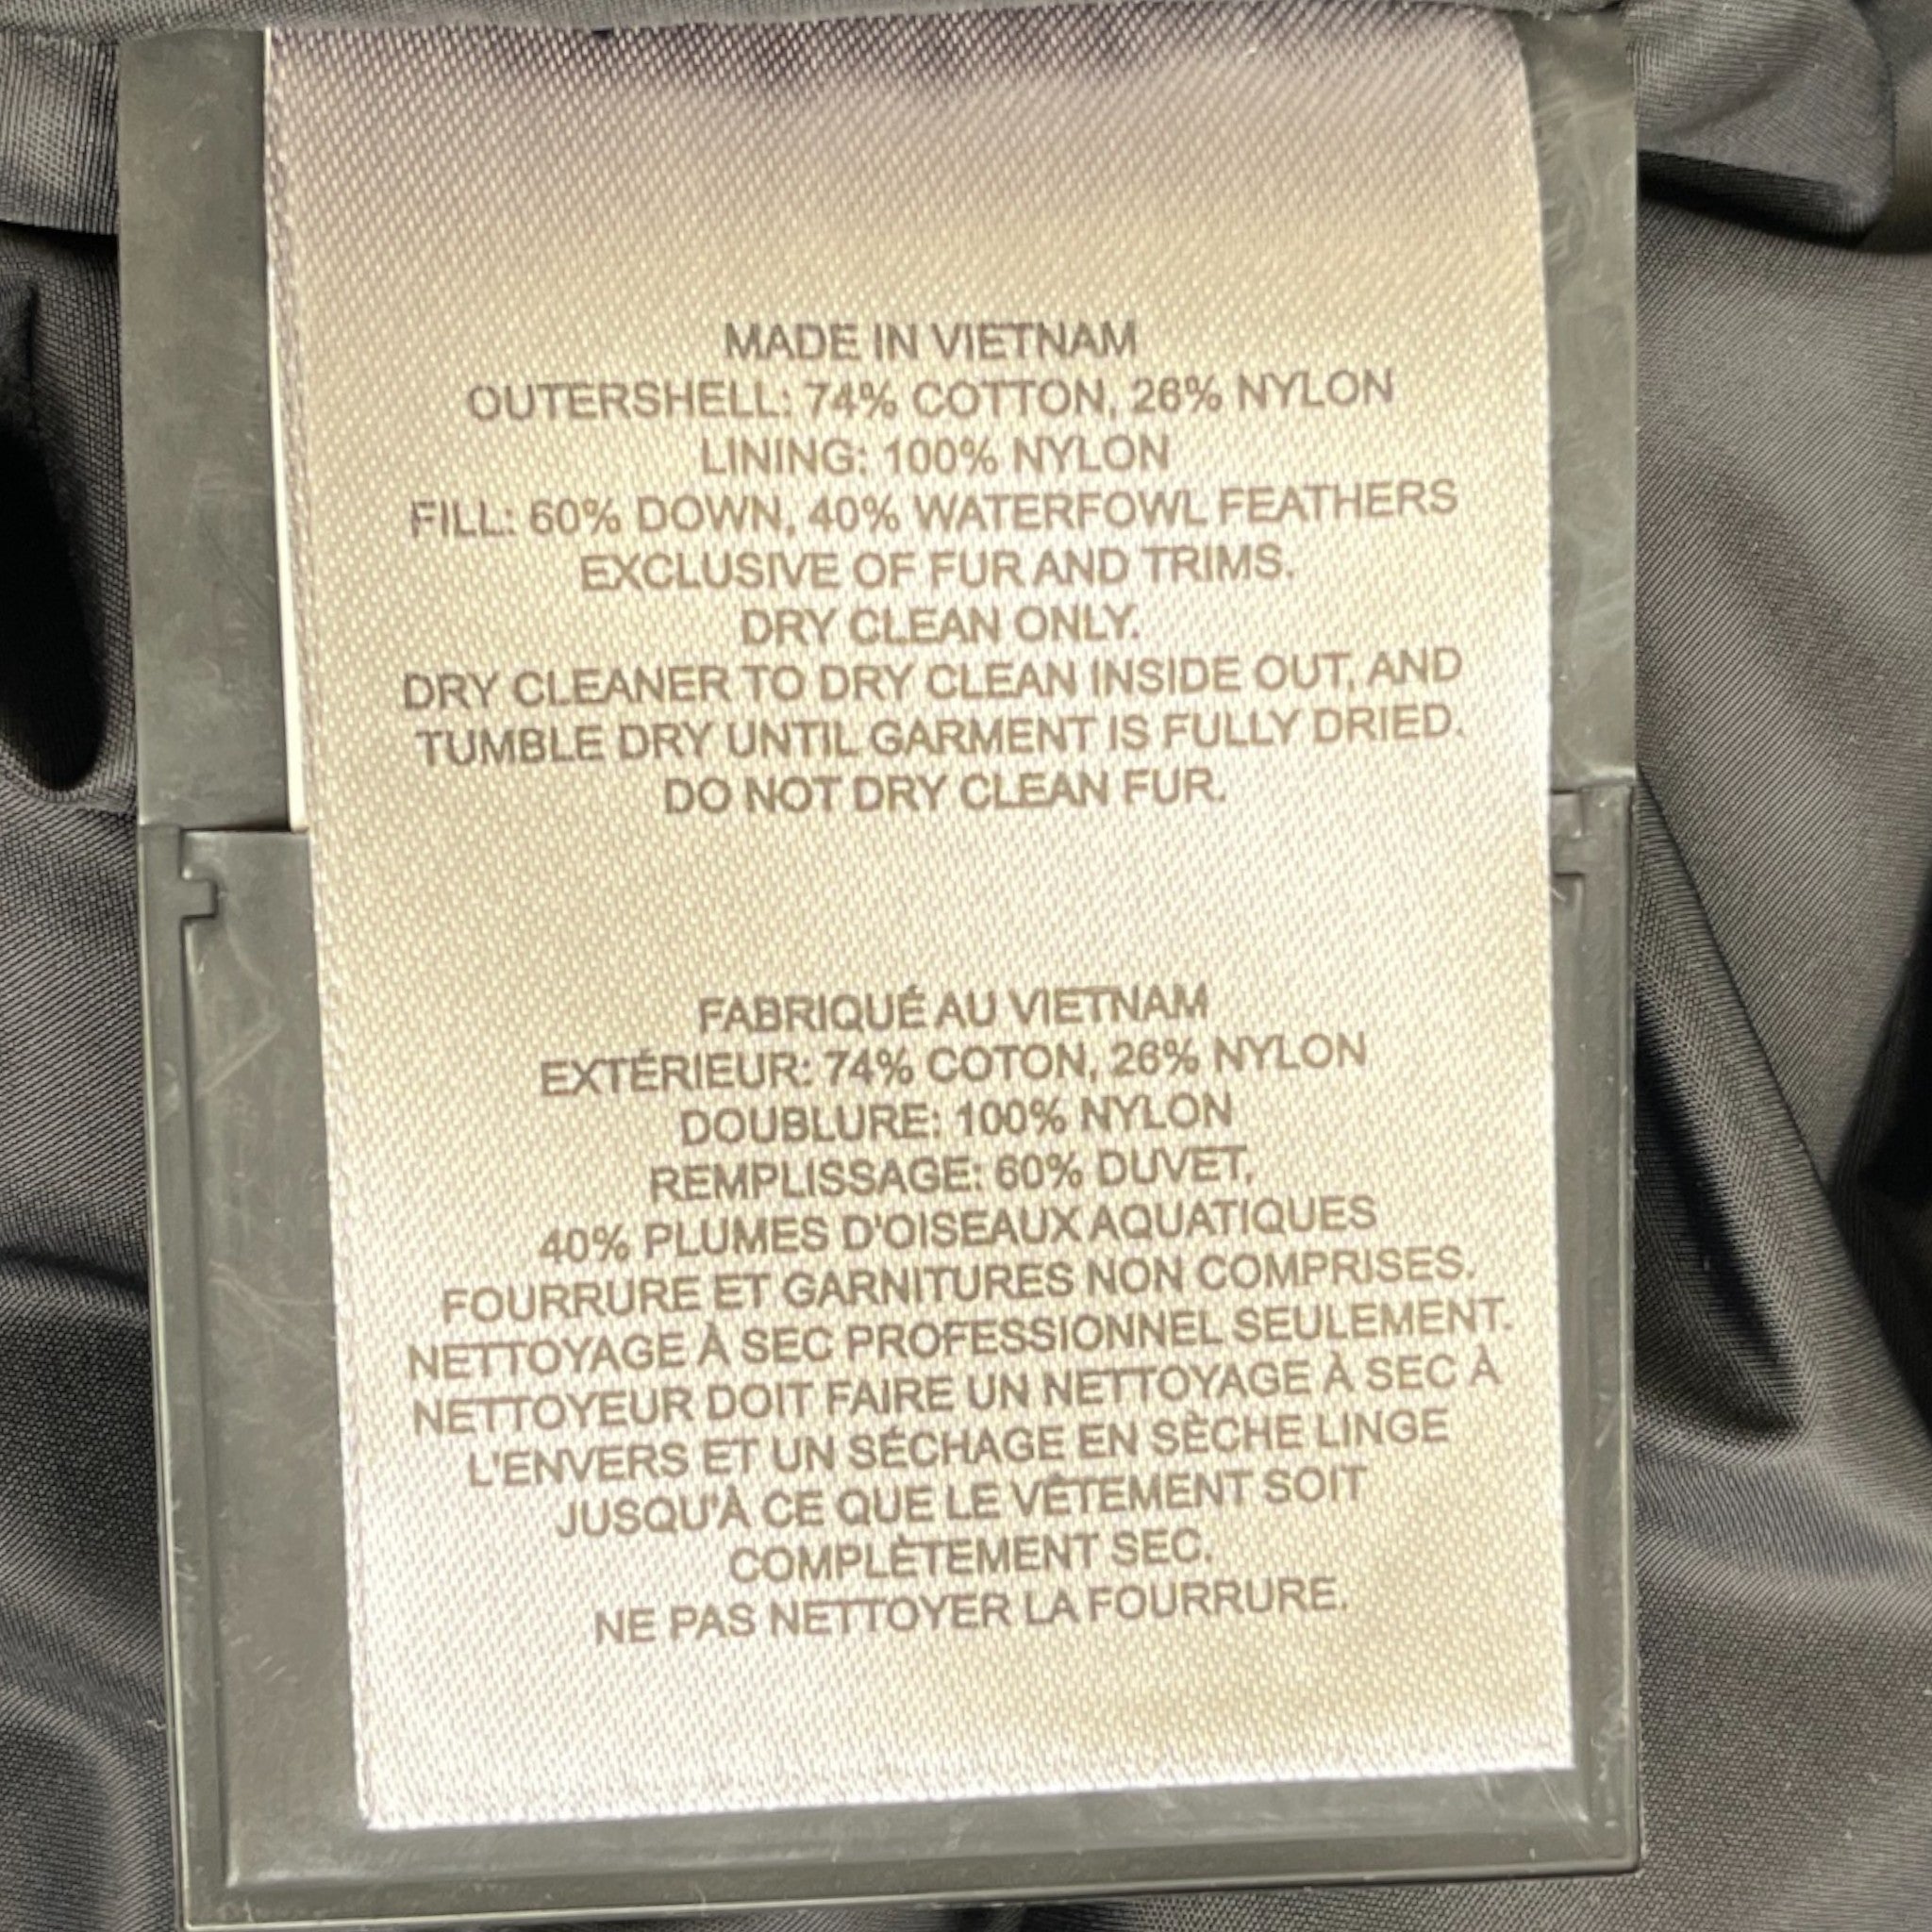 MADE IN VIETNAM
OUTERSHELL: 74% COTTON, 26% NYLON
LINING: 100% NYLON
FILL: 60% DOWN, 40% WATERFOWL FEATHERS
EXCLUSIVE OF FUR AND TRIMS.
DRY CLEAN ONLY.
DRY CLEANER TO DRY CLEAN INSIDE OUT, AND
TUMBLE DRY UNTIL GARMENT IS FULLY DRIED.
DO NOT DRY CLEAN FUR.
FABRIQUÉ AU VIETNAM
EXTÉRIEUR: 74% COTON, 26% NYLON
DOUBLURE: 100% NYLON
REMPLISSAGE: 60% DUVET,
40% PLUMES D'OISEAUX AQUATIQUES
FOURRURE ET GARNITURES NON COMPRISES.
NETTOYAGE À SEC PROFESSIONNEL SEULEMENT.
NETTOYEUR DOIT FAIRE UN NETTOYAGE À SEC À
L'ENVERS ET UN SÉCHAGE EN SÈCHE LINGE
JUSQU'À CE QUE LE VÊTEMENT SOIT
COMPLÈTEMENT SEC.
NE PAS NETTOYER LA FOURRURE.